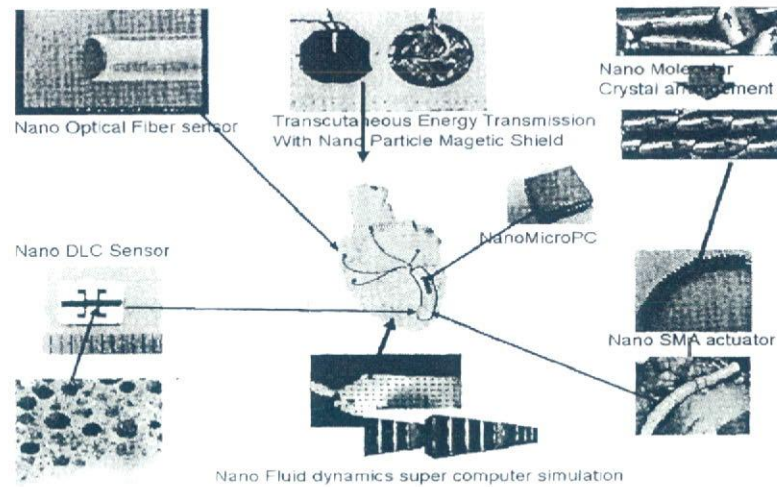 Nano Optical Fiber sensor
Transcutaneous Energy Transmission
With Nano Particle Magetic Shield
Nano Molecular
Crystal arrangement
NanoMicroPC
Nano DLC Sensor
Nano SMA actuator
Nano Fluid dynamics super computer simulation